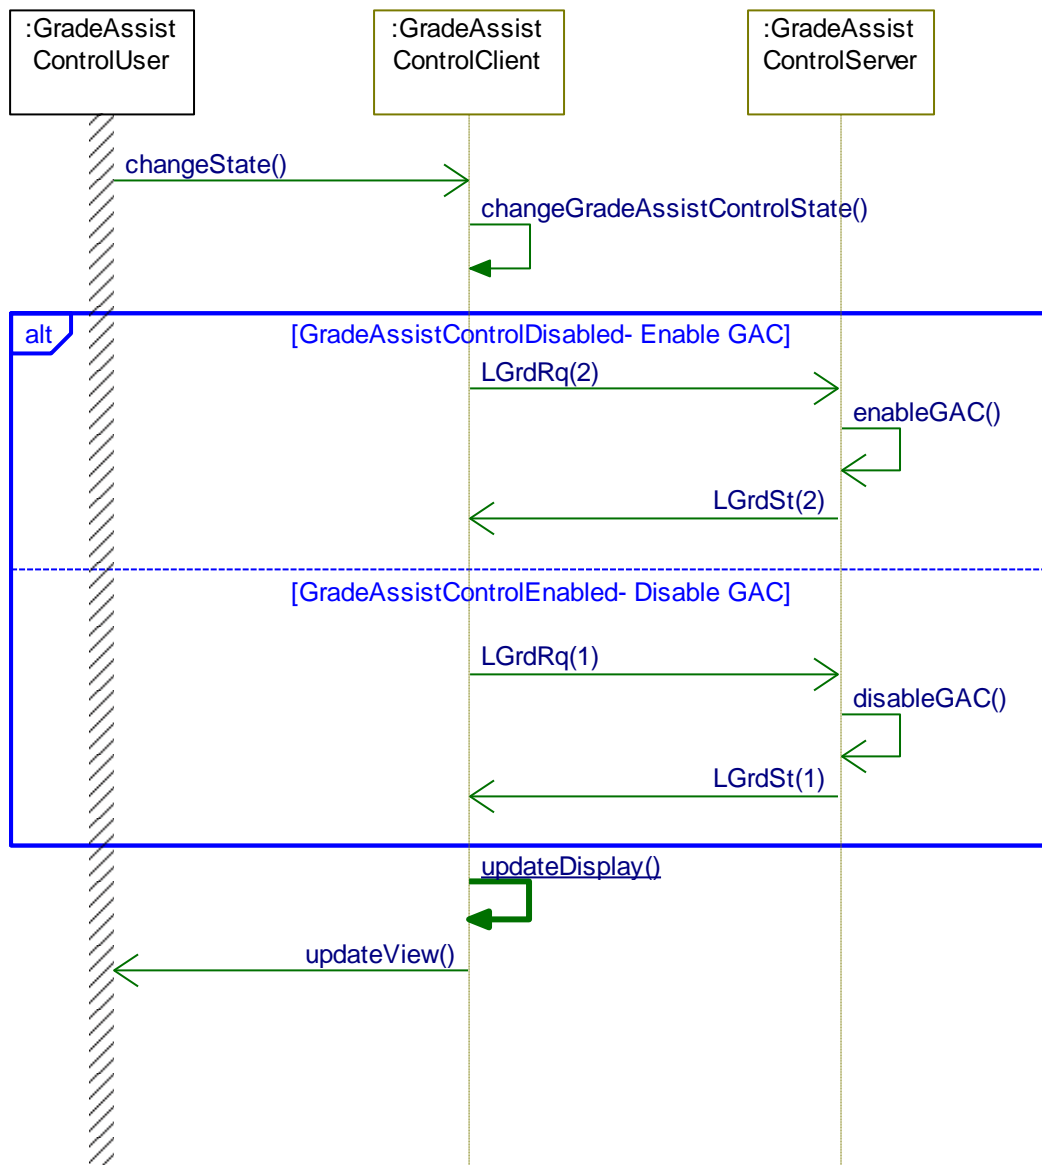 :GradeAssist
ControlUser
:GradeAssist
ControlClient
:GradeAssist
ControlServer
changeState()
changeGradeAssistControlState()
alt
[GradeAssistControlDisabled- Enable GAC]
LGrdRq(2)
enableGAC()
LGrdSt(2)
[GradeAssistControlEnabled- Disable GAC]
LGrdRq(1)
disableGAC()
LGrdSt(1)
updateDisplay()
updateView()